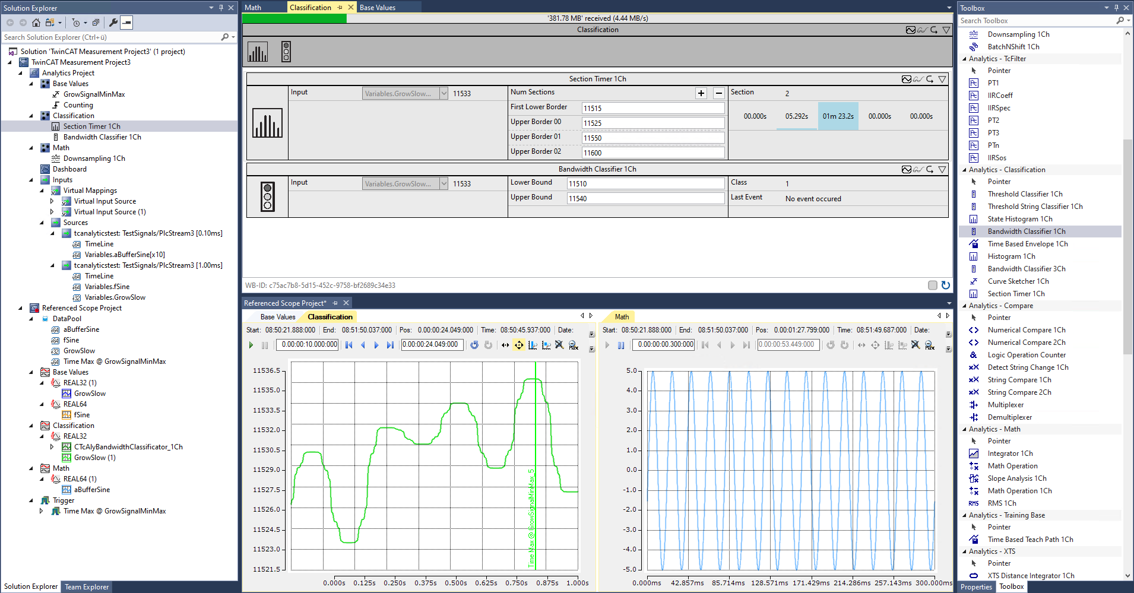 Solution Explorer
Search Solution Explorer (Ctrl+ü)
Solution 'TwinCAT Measurement Project3' (1 project)
TwinCAT Measurement Project3
Analytics Project
Base Values
GrowSignalMinMax
Counting
Classification
Section Timer 1Ch
Bandwidth Classifier 1Ch
Math
Downsampling 1Ch
Dashboard
Inputs
Virtual Mappings
Virtual Input Source
Virtual Input Source (1)
Sources
tcanalyticstest: TestSignals/PlcStream3 [0.10ms]
TimeLine
Variables.aBufferSine[x10]
tcanalyticstest: TestSignals/PlcStream3 [1.00ms]
TimeLine
Variables.fSine
Variables.GrowSlow
Referenced Scope Project
DataPool
aBufferSine
fSine
GrowSlow
Time Max @ GrowSignalMinMax
Base Values
REAL32 (1)
GrowSlow
REAL64
fSine
Classification
REAL32
CTcAlyBandwidthClassificator_1Ch
GrowSlow (1)
Math
REAL64 (1)
aBufferSine
Trigger
Time Max @ GrowSignalMinMax
Solution Explorer Team Explorer
Math Classification Base Values
'381.78 MB' received (4.44 MB/s)
Classification
Section Timer 1Ch
Input Variables.GrowSlow... 11533
Num Sections + −
First Lower Border 11515
Upper Border 00 11525
Upper Border 01 11550
Upper Border 02 11600
Section 2
00.000s 05.292s 01m 23.2s 00.000s 00.000s
Bandwidth Classifier 1Ch
Input Variables.GrowSlow... 11533
Lower Bound 11510
Upper Bound 11540
Class 1
Last Event No event occured
WB-ID: c75ac7b8-5d15-452c-9758-bf2689c34e33
Referenced Scope Project*
Base Values Classification
Start: 08:50:21.888.000 End: 08:51:50.037.000 Pos: 0.00:00:24.049.000 Time: 08:50:45.937.000 Date:
0.00:00:10.000.000 0.00:00:24.049.000
11536.5
11535.0
11533.5
11532.0
11530.5
11529.0
11527.5
11526.0
11524.5
11523.0
11521.5
Time Max @ GrowSignalMinMax_5
0.000s 0.125s 0.250s 0.375s 0.500s 0.625s 0.750s 0.875s 1.000s
Math
Start: 08:50:21.888.000 End: 08:51:50.037.000 Pos: 0.00:01:27.799.000 Time: 08:51:49.687.000 Date:
0.00:00:00.300.000 0.00:00:53.449.000
5.0
4.0
3.0
2.0
1.0
0.0
-1.0
-2.0
-3.0
-4.0
-5.0
0.000ms 42.857ms 85.714ms 128.571ms 171.429ms 214.286ms 257.143ms 300.000ms
Toolbox
Search Toolbox
Downsampling 1Ch
BatchNShift 1Ch
Analytics - TcFilter
Pointer
PT1
IIRCoeff
IIRSpec
PT2
PT3
PTn
IIRSos
Analytics - Classification
Pointer
Threshold Classifier 1Ch
Threshold String Classifier 1Ch
State Histogram 1Ch
Bandwidth Classifier 1Ch
Time Based Envelope 1Ch
Histogram 1Ch
Bandwidth Classifier 3Ch
Curve Sketcher 1Ch
Section Timer 1Ch
Analytics - Compare
Pointer
Numerical Compare 1Ch
Numerical Compare 2Ch
Logic Operation Counter
Detect String Change 1Ch
String Compare 1Ch
String Compare 2Ch
Multiplexer
Demultiplexer
Analytics - Math
Pointer
Integrator 1Ch
Math Operation
Slope Analysis 1Ch
Math Operation 1Ch
RMS 1Ch
Analytics - Training Base
Pointer
Time Based Teach Path 1Ch
Analytics - XTS
Pointer
XTS Distance Integrator 1Ch
Properties Toolbox